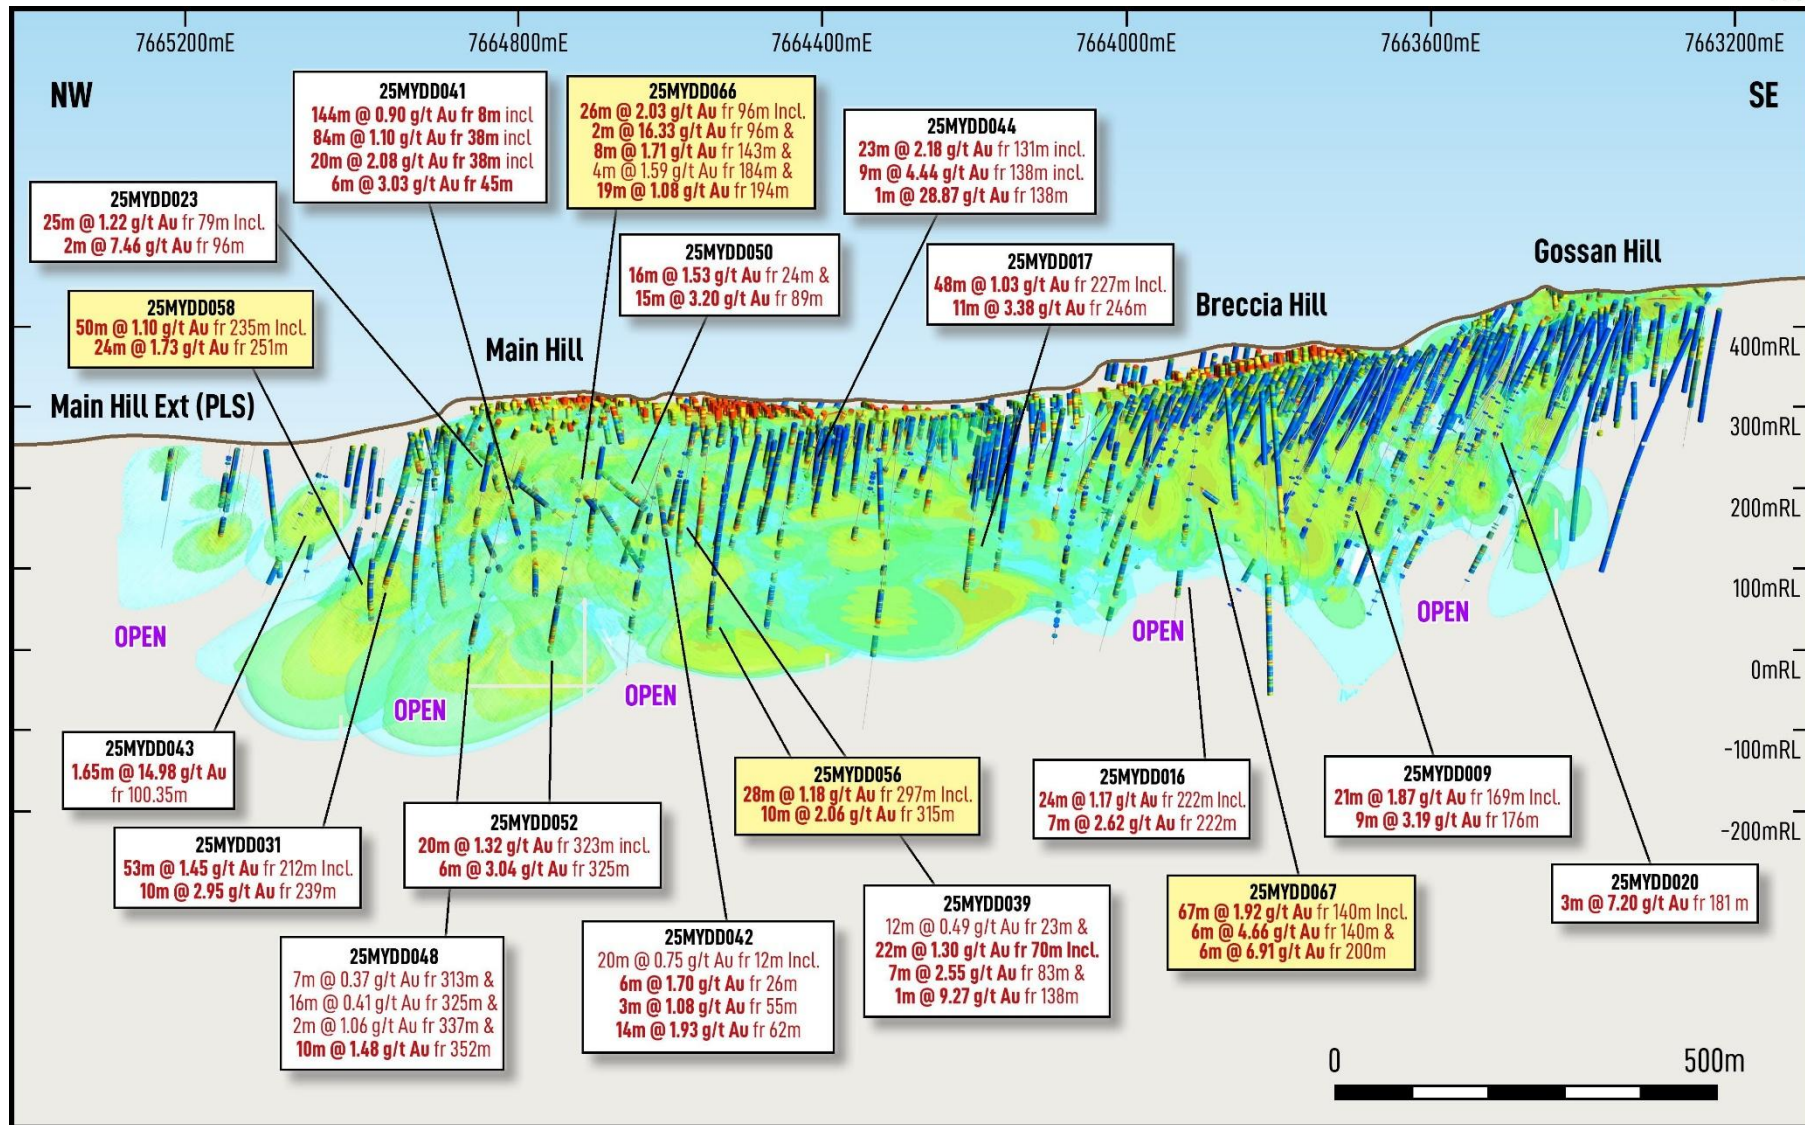 7665200mE
7664800mE
7664400mE
7664000mE
7663600mE
7663200mE
NW
SE
25MYDD041
144m @ 0.90 g/t Au fr 8m incl
84m @ 1.10 g/t Au fr 38m incl
20m @ 2.08 g/t Au fr 38m incl
6m @ 3.03 g/t Au fr 45m
25MYDD066
26m @ 2.03 g/t Au fr 96m Incl.
2m @ 16.33 g/t Au fr 96m &
8m @ 1.71 g/t Au fr 143m &
4m @ 1.59 g/t Au fr 184m &
19m @ 1.08 g/t Au fr 194m
25MYDD044
23m @ 2.18 g/t Au fr 131m incl.
9m @ 4.44 g/t Au fr 138m incl.
1m @ 28.87 g/t Au fr 138m
25MYDD023
25m @ 1.22 g/t Au fr 79m Incl.
2m @ 7.46 g/t Au fr 96m
25MYDD050
16m @ 1.53 g/t Au fr 24m &
15m @ 3.20 g/t Au fr 89m
25MYDD017
48m @ 1.03 g/t Au fr 227m Incl.
11m @ 3.38 g/t Au fr 246m
Gossan Hill
Breccia Hill
25MYDD058
50m @ 1.10 g/t Au fr 235m Incl.
24m @ 1.73 g/t Au fr 251m
Main Hill
Main Hill Ext (PLS)
400mRL
300mRL
200mRL
100mRL
0mRL
-100mRL
-200mRL
OPEN
OPEN
OPEN
OPEN
OPEN
25MYDD043
1.65m @ 14.98 g/t Au
fr 100.35m
25MYDD031
53m @ 1.45 g/t Au fr 212m Incl.
10m @ 2.95 g/t Au fr 239m
25MYDD052
20m @ 1.32 g/t Au fr 323m incl.
6m @ 3.04 g/t Au fr 325m
25MYDD056
28m @ 1.18 g/t Au fr 297m Incl.
10m @ 2.06 g/t Au fr 315m
25MYDD016
24m @ 1.17 g/t Au fr 222m Incl.
7m @ 2.62 g/t Au fr 222m
25MYDD009
21m @ 1.87 g/t Au fr 169m Incl.
9m @ 3.19 g/t Au fr 176m
25MYDD048
7m @ 0.37 g/t Au fr 313m &
16m @ 0.41 g/t Au fr 325m &
2m @ 1.06 g/t Au fr 337m &
10m @ 1.48 g/t Au fr 352m
25MYDD042
20m @ 0.75 g/t Au fr 12m Incl.
6m @ 1.70 g/t Au fr 26m
3m @ 1.08 g/t Au fr 55m
14m @ 1.93 g/t Au fr 62m
25MYDD039
12m @ 0.49 g/t Au fr 23m &
22m @ 1.30 g/t Au fr 70m Incl.
7m @ 2.55 g/t Au fr 83m &
1m @ 9.27 g/t Au fr 138m
25MYDD067
67m @ 1.92 g/t Au fr 140m Incl.
6m @ 4.66 g/t Au fr 140m &
6m @ 6.91 g/t Au fr 200m
25MYDD020
3m @ 7.20 g/t Au fr 181 m
0
500m